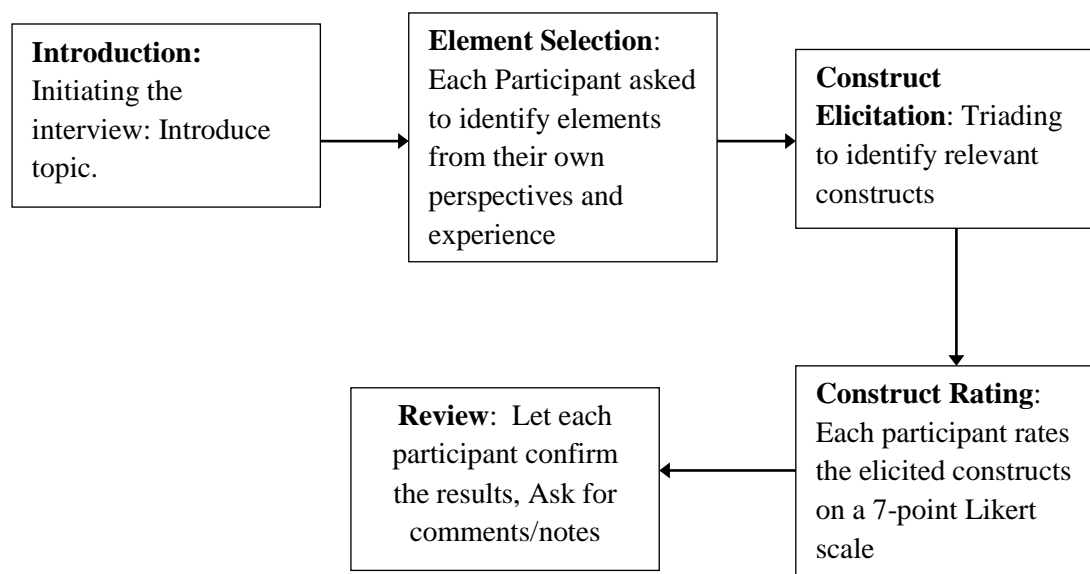 Introduction:
Initiating the
interview: Introduce
topic.
Element Selection:
Each Participant asked
to identify elements
from their own
perspectives and
experience
Construct
Elicitation: Triading
to identify relevant
constructs
Construct Rating:
Each participant rates
the elicited constructs
on a 7-point Likert
scale
Review: Let each
participant confirm
the results, Ask for
comments/notes